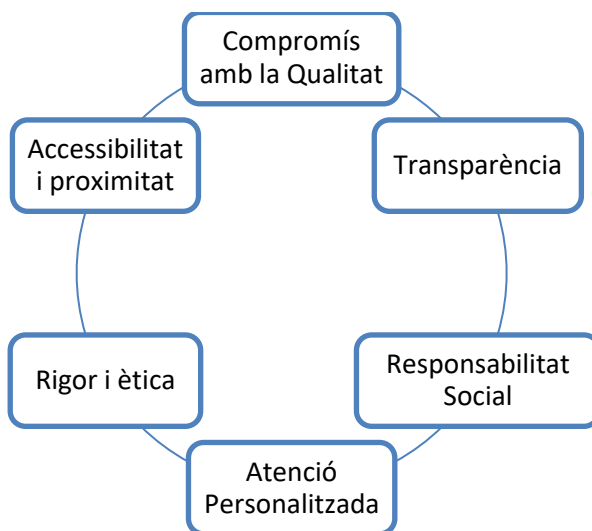 Compromís
amb la Qualitat
Transparència
Responsabilitat
Social
Atenció
Personalitzada
Rigor i ètica
Accessibilitat
i proximitat